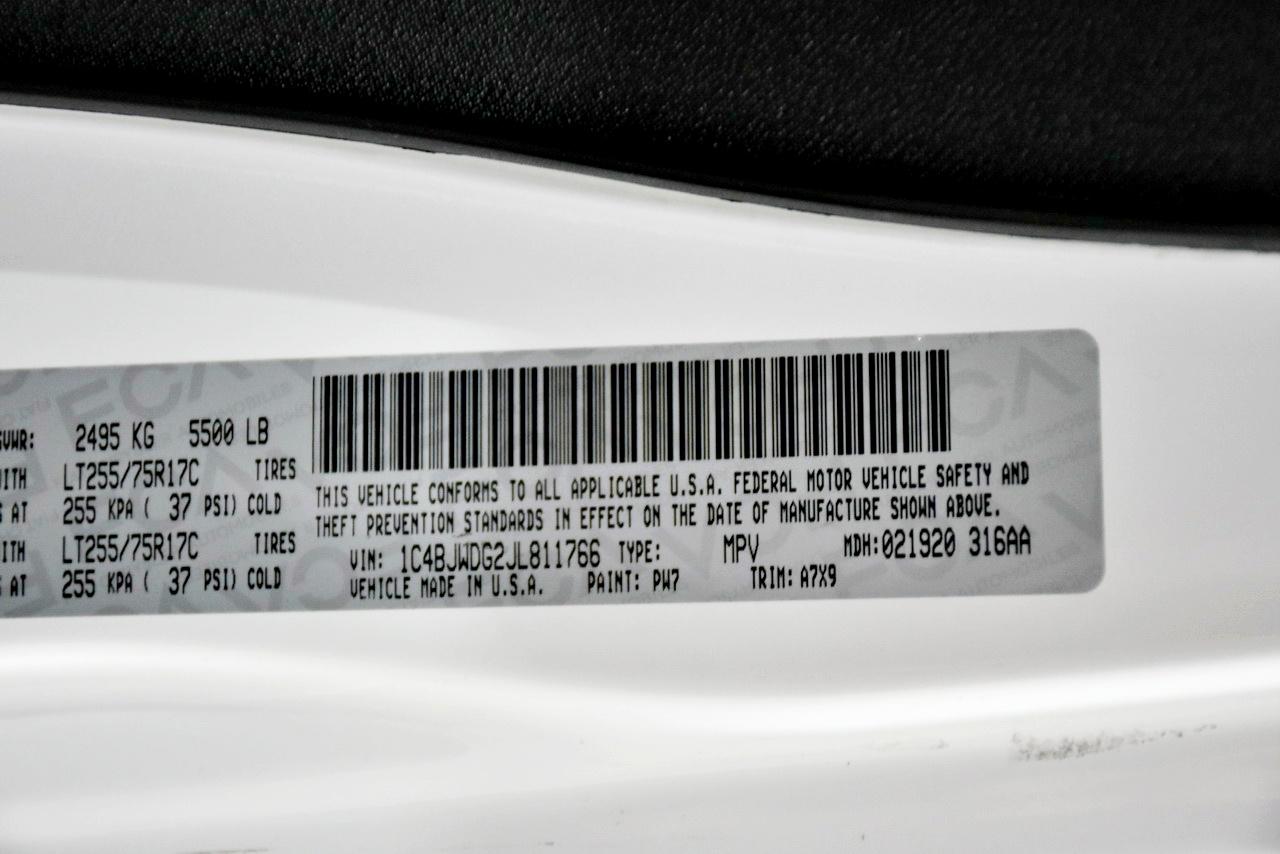 GVWR: 2495 KG 5500 LB
WITH LT255/75R17C TIRES
AT 255 KPA ( 37 PSI) COLD
WITH LT255/75R17C TIRES
AT 255 KPA ( 37 PSI) COLD
THIS VEHICLE CONFORMS TO ALL APPLICABLE U.S.A. FEDERAL MOTOR VEHICLE SAFETY AND
THEFT PREVENTION STANDARDS IN EFFECT ON THE DATE OF MANUFACTURE SHOWN ABOVE.
VIN: 1C4BJWDG2JL811766 TYPE: MPV MDH:021920 316AA
VEHICLE MADE IN U.S.A. PAINT: PW7 TRIM: A7X9